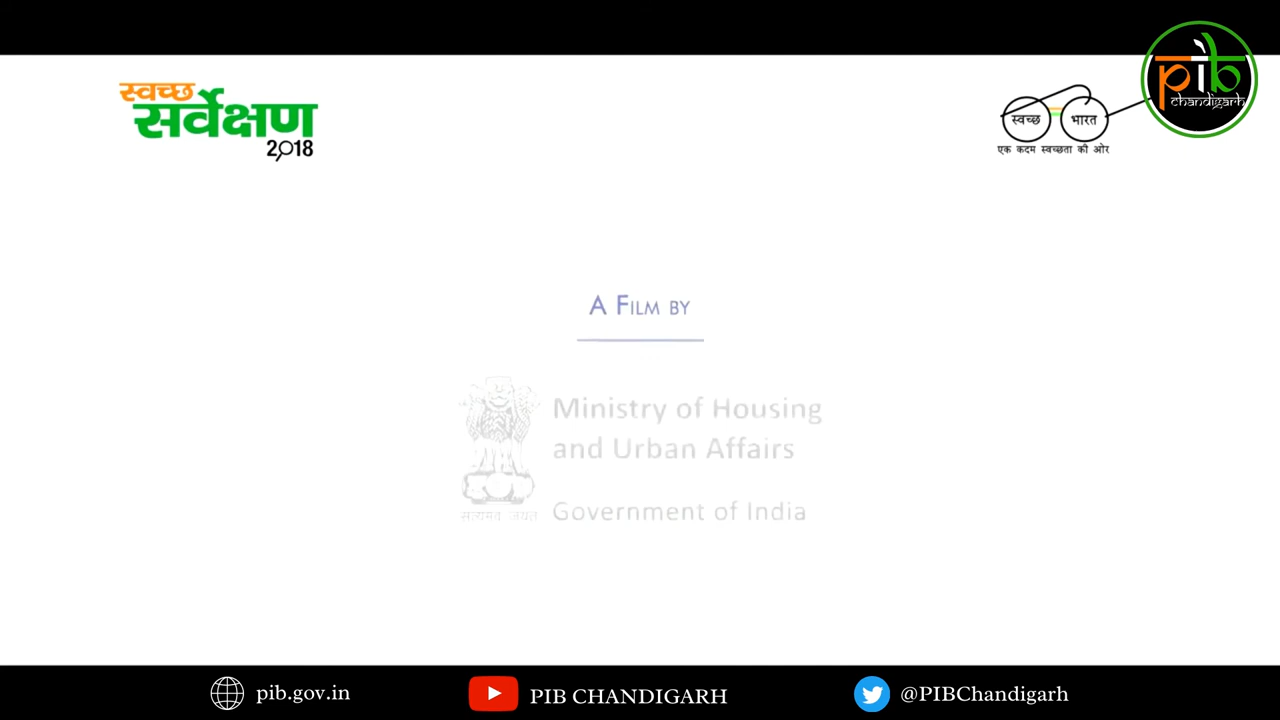 स्वच्छ
सर्वेक्षण
2018
स्वच्छ भारत
एक कदम स्वच्छता की ओर
pib
chandigarh
A FILM BY
Ministry of Housing
and Urban Affairs
सत्यमेव जयते
Government of India
pib.gov.in
PIB CHANDIGARH
@PIBChandigarh